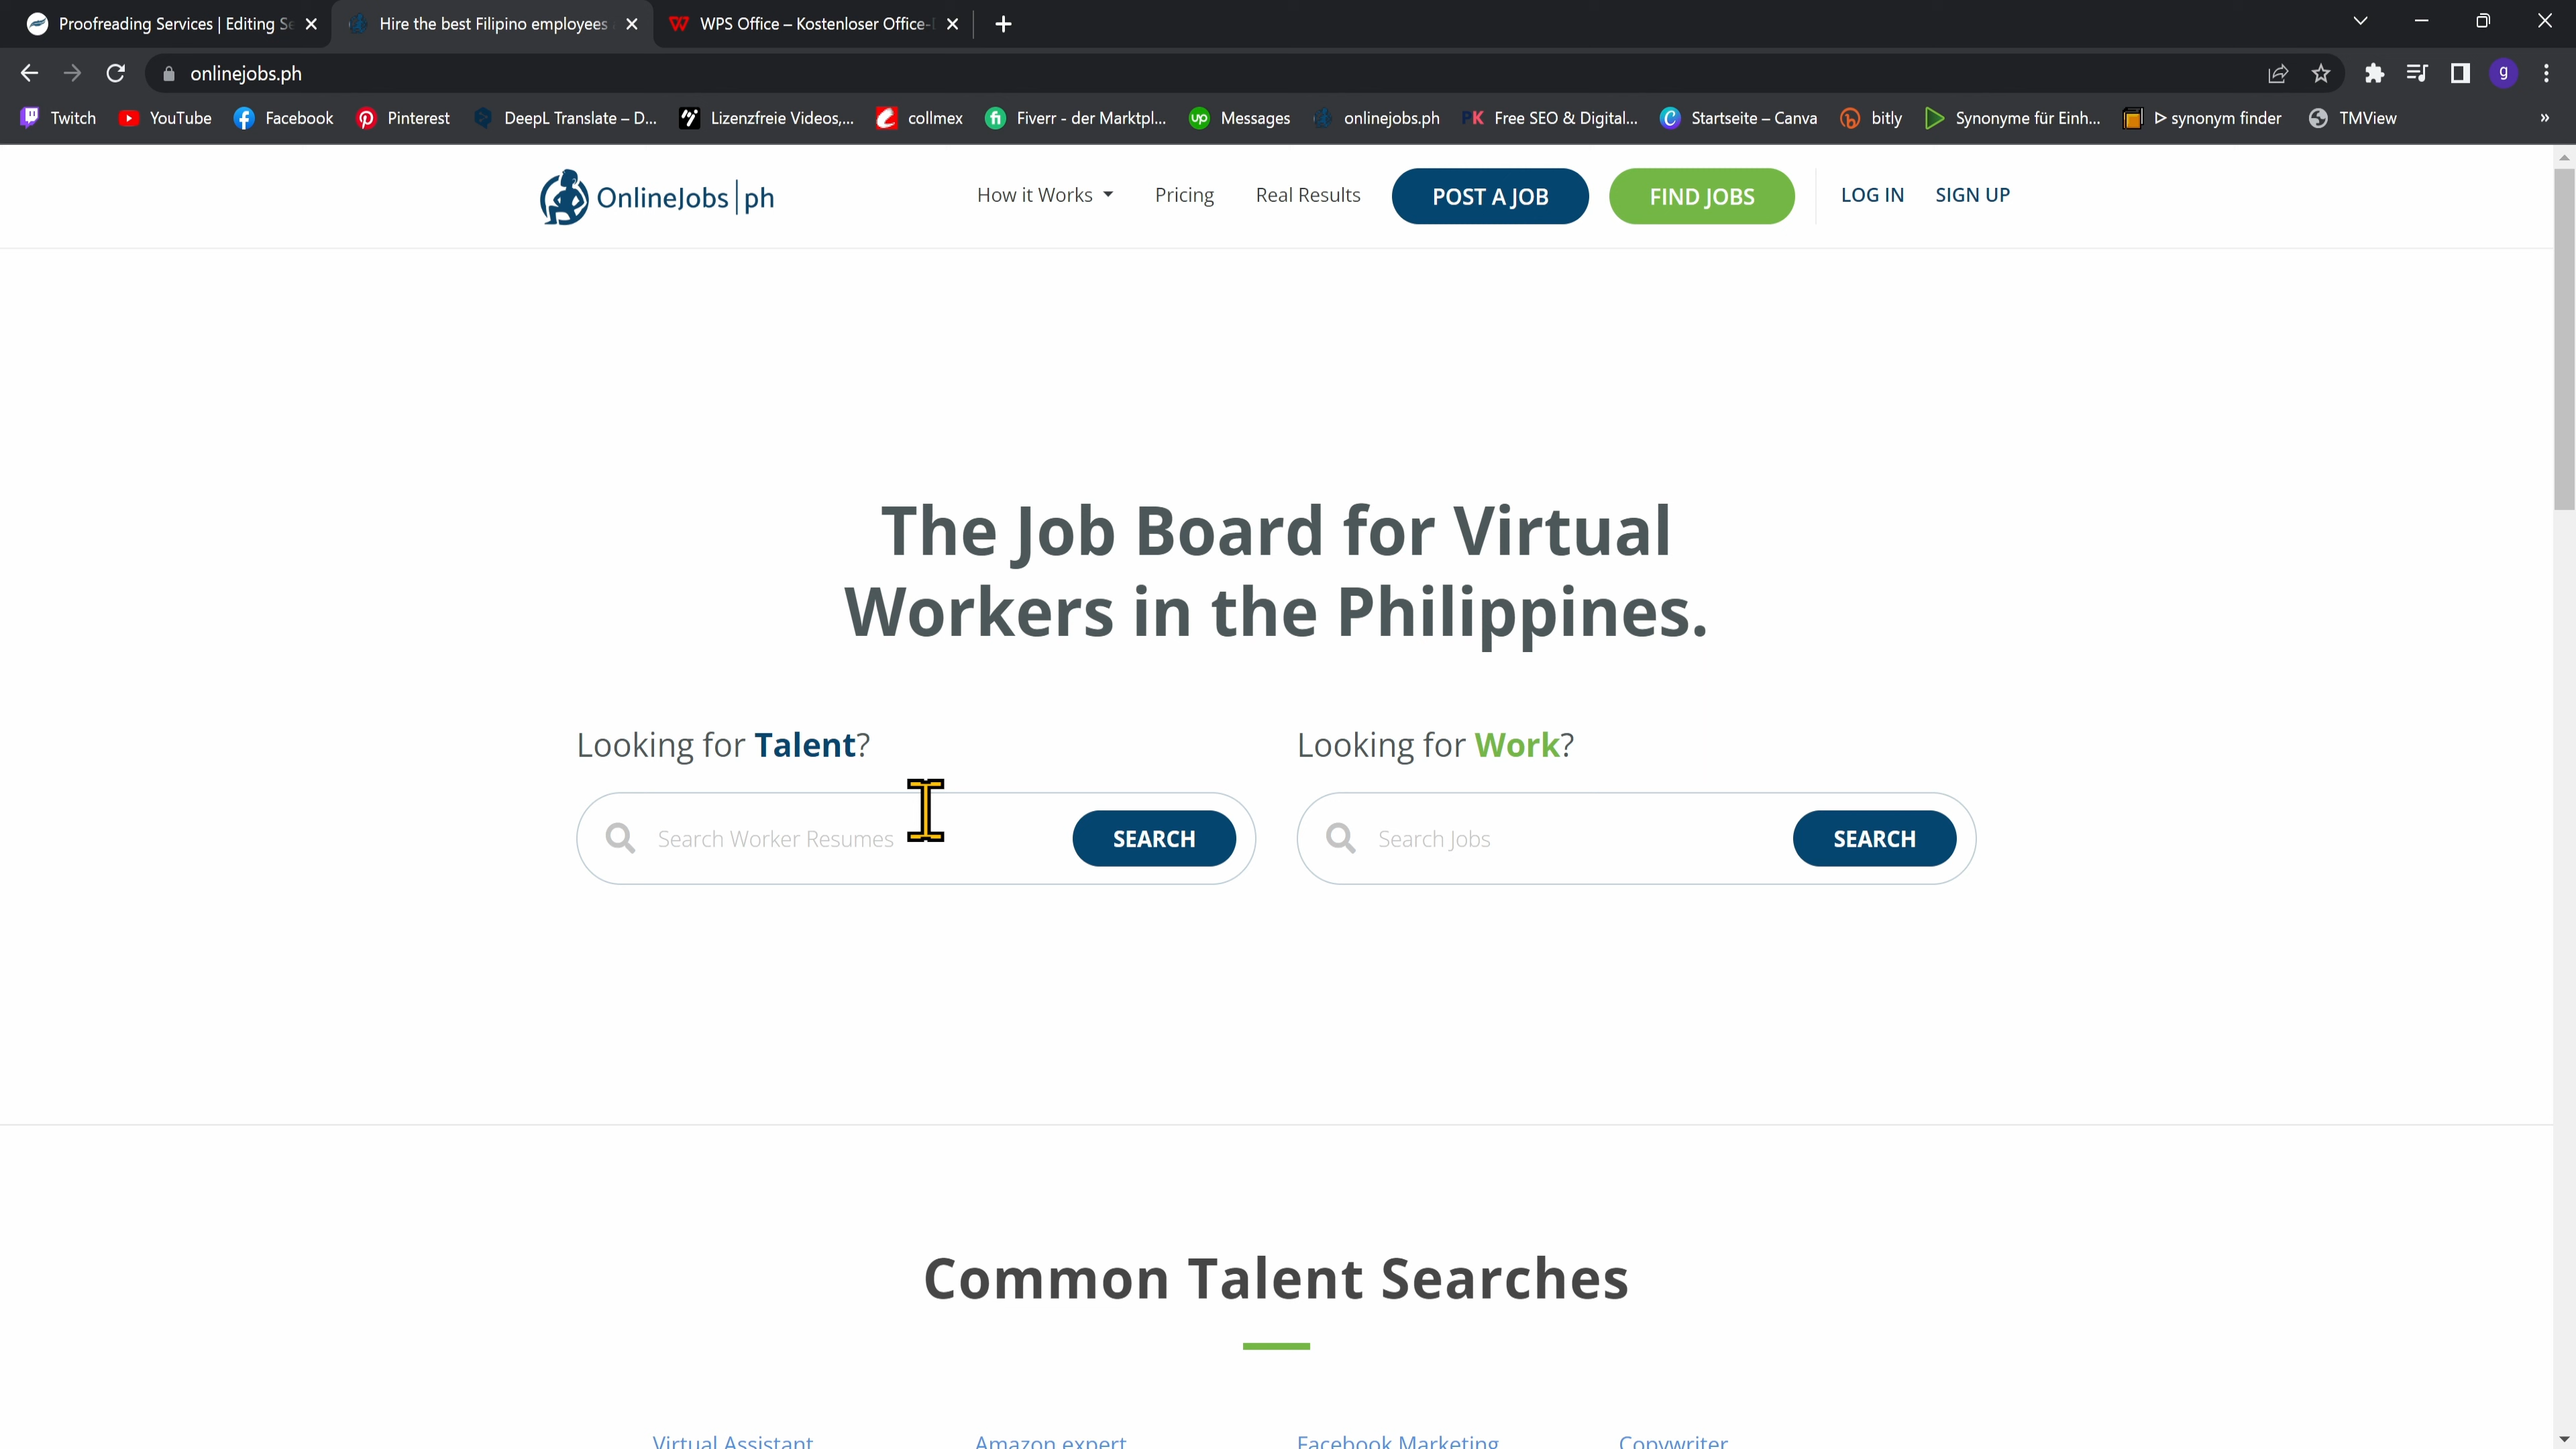 Proofreading Services | Editing Se
Hire the best Filipino employees
WPS Office – Kostenloser Office-
onlinejobs.ph
g
Twitch
YouTube
Facebook
Pinterest
DeepL Translate – D...
Lizenzfreie Videos,...
collmex
Fiverr - der Marktpl...
Messages
onlinejobs.ph
Free SEO & Digital...
Startseite – Canva
bitly
Synonyme für Einh...
ᐅ synonym finder
TMView
»
OnlineJobs|ph
How it Works
Pricing
Real Results
POST A JOB
FIND JOBS
LOG IN
SIGN UP
The Job Board for Virtual
Workers in the Philippines.
Looking for Talent?
Looking for Work?
Search Worker Resumes
SEARCH
Search Jobs
SEARCH
Common Talent Searches
Virtual Assistant
Amazon expert
Facebook Marketing
Copywriter